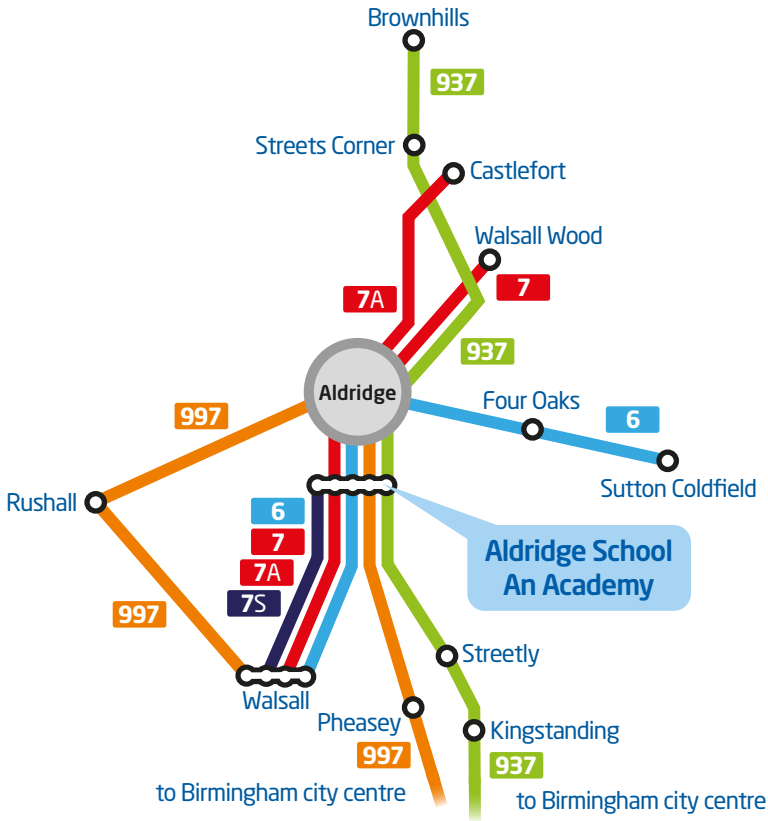 Brownhills
937
Streets Corner
Castlefort
Walsall Wood
7A
7
937
Aldridge
Four Oaks
997
6
Rushall
Sutton Coldfield
6
7
7A
7S
Aldridge School
An Academy
997
Streetly
Walsall
Pheasey
Kingstanding
997
937
to Birmingham city centre
to Birmingham city centre